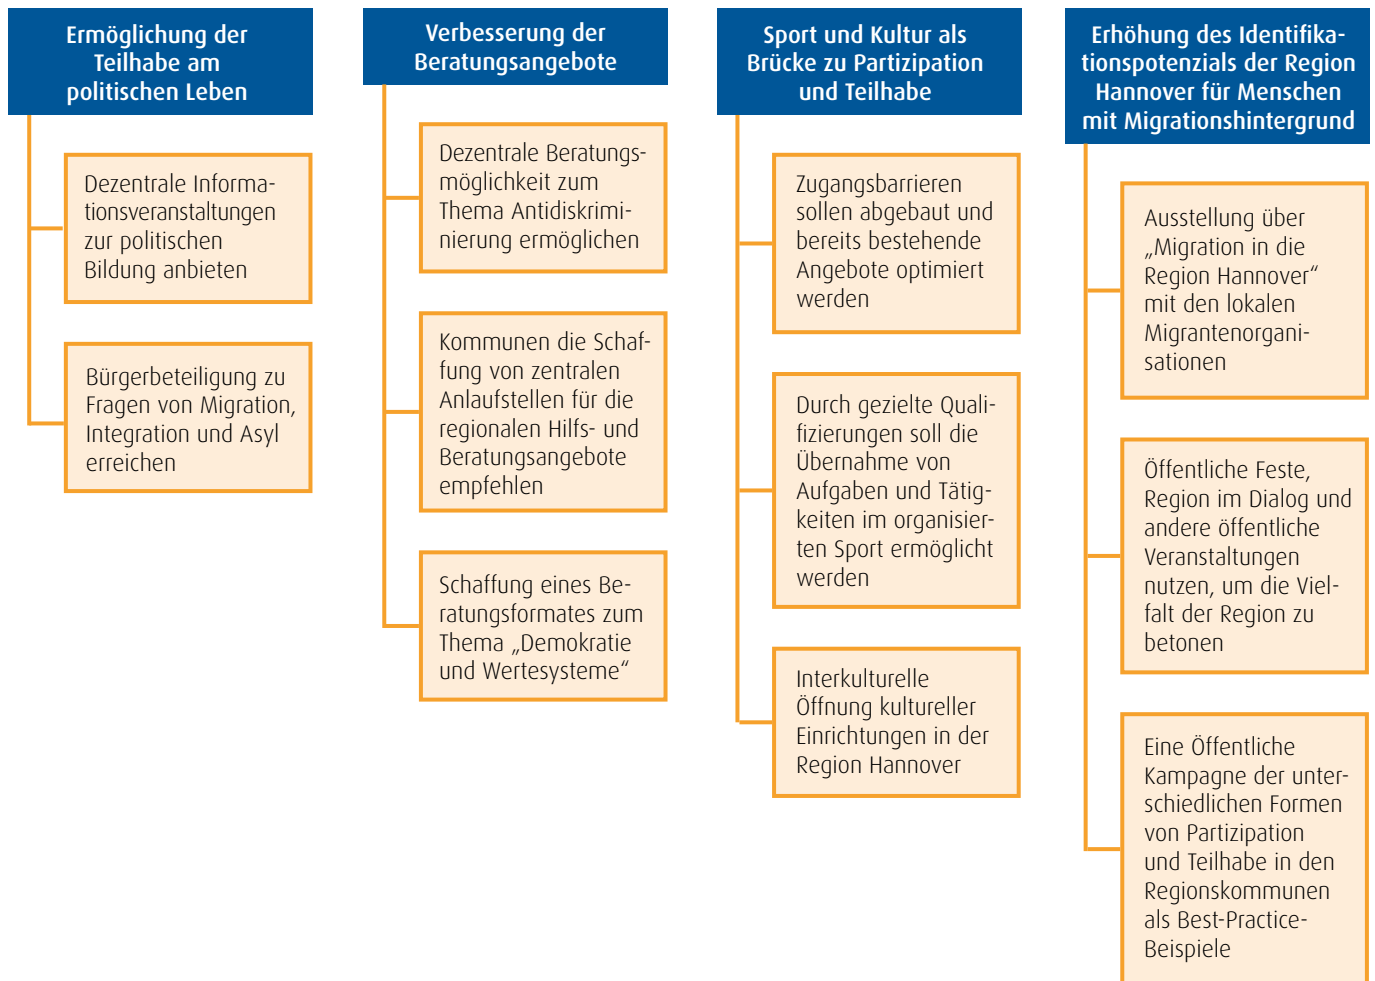 Ermöglichung der
Teilhabe am
politischen Leben
Dezentrale Informa-
tionsveranstaltungen
zur politischen
Bildung anbieten
Bürgerbeteiligung zu
Fragen von Migration,
Integration und Asyl
erreichen
Verbesserung der
Beratungsangebote
Dezentrale Beratungs-
möglichkeit zum
Thema Antidiskrimi-
nierung ermöglichen
Kommunen die Schaf-
fung von zentralen
Anlaufstellen für die
regionalen Hilfs- und
Beratungsangebote
empfehlen
Schaffung eines Be-
ratungsformates zum
Thema „Demokratie
und Wertesysteme“
Sport und Kultur als
Brücke zu Partizipation
und Teilhabe
Zugangsbarrieren
sollen abgebaut und
bereits bestehende
Angebote optimiert
werden
Durch gezielte Quali-
fizierungen soll die
Übernahme von
Aufgaben und Tätig-
keiten im organisier-
ten Sport ermöglicht
werden
Interkulturelle
Öffnung kultureller
Einrichtungen in der
Region Hannover
Erhöhung des Identifika-
tionspotenzials der Region
Hannover für Menschen
mit Migrationshintergrund
Ausstellung über
„Migration in die
Region Hannover“
mit den lokalen
Migrantenorgani-
sationen
Öffentliche Feste,
Region im Dialog und
andere öffentliche
Veranstaltungen
nutzen, um die Viel-
falt der Region zu
betonen
Eine Öffentliche
Kampagne der unter-
schiedlichen Formen
von Partizipation
und Teilhabe in den
Regionskommunen
als Best-Practice-
Beispiele